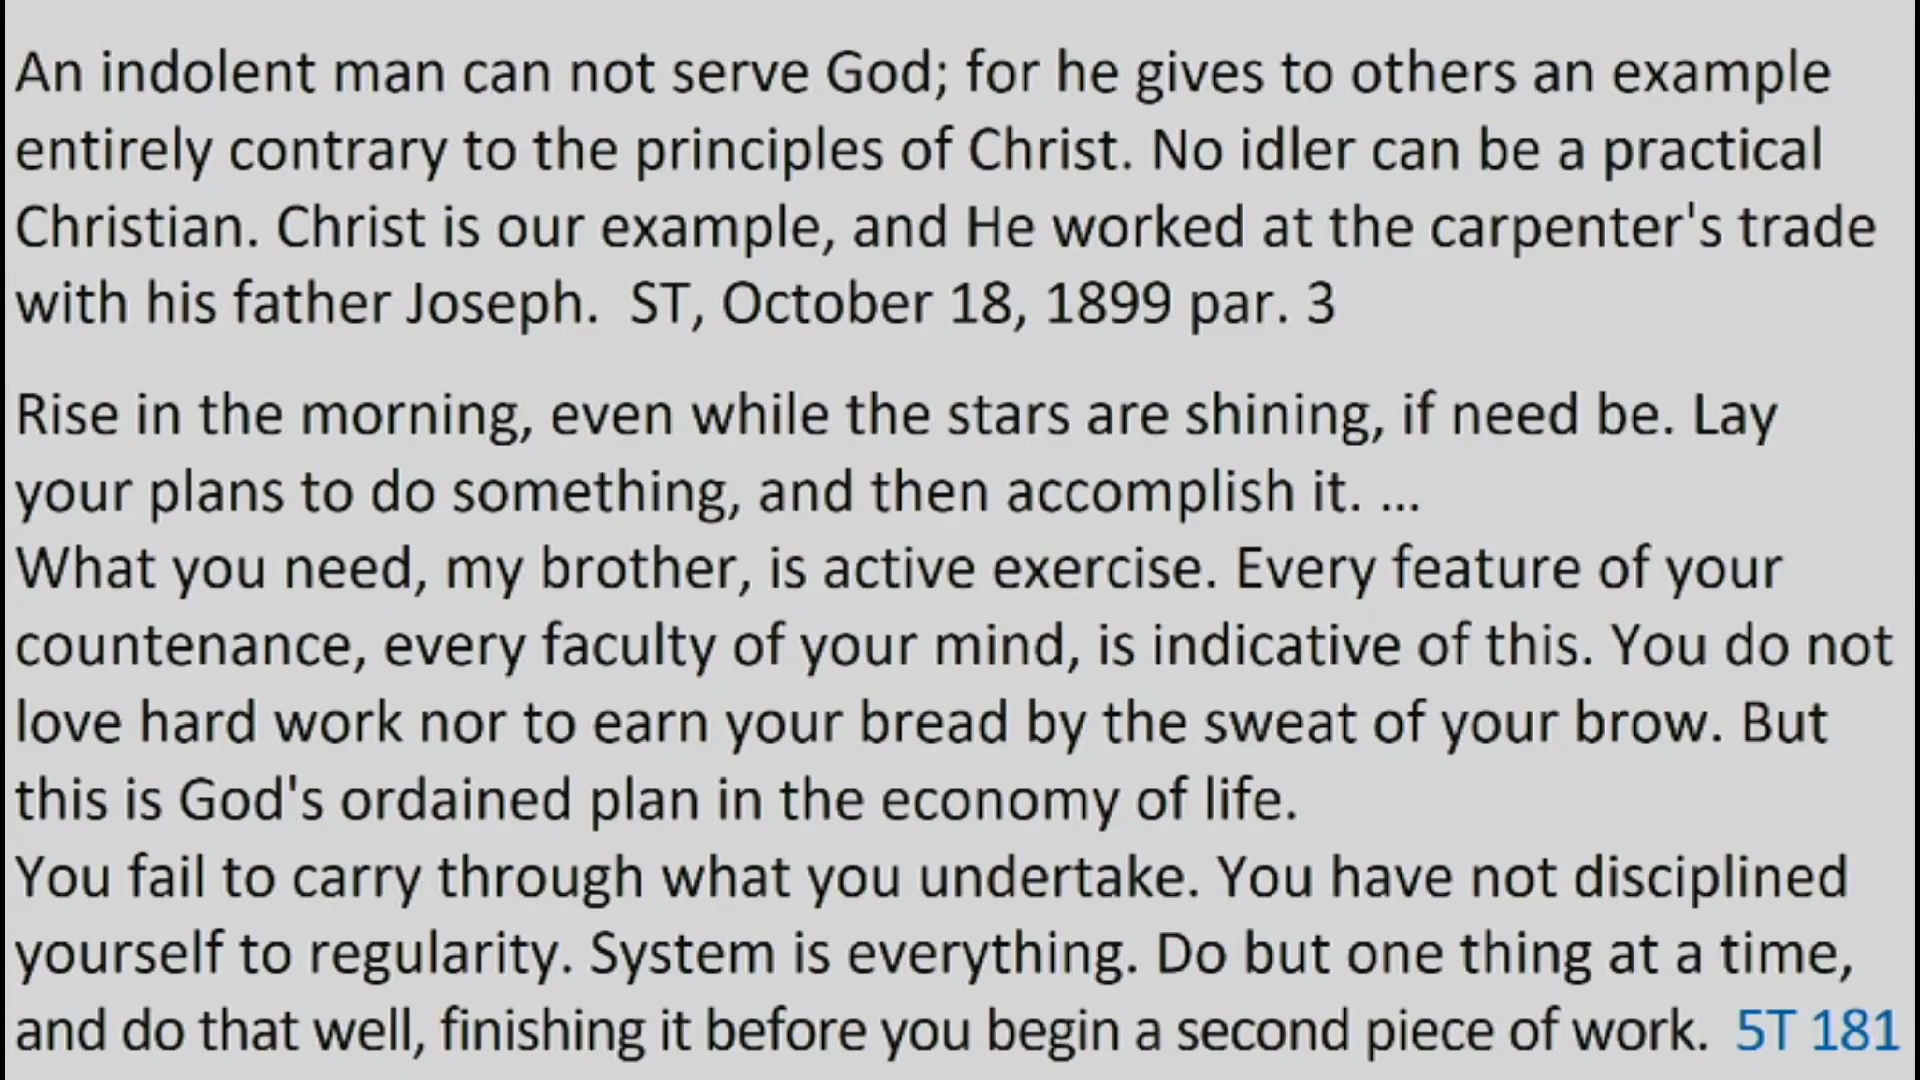 An indolent man can not serve God; for he gives to others an example
entirely contrary to the principles of Christ. No idler can be a practical
Christian. Christ is our example, and He worked at the carpenter's trade
with his father Joseph.  ST, October 18, 1899 par. 3
Rise in the morning, even while the stars are shining, if need be. Lay
your plans to do something, and then accomplish it. ...
What you need, my brother, is active exercise. Every feature of your
countenance, every faculty of your mind, is indicative of this. You do not
love hard work nor to earn your bread by the sweat of your brow. But
this is God's ordained plan in the economy of life.
You fail to carry through what you undertake. You have not disciplined
yourself to regularity. System is everything. Do but one thing at a time,
and do that well, finishing it before you begin a second piece of work.  5T 181